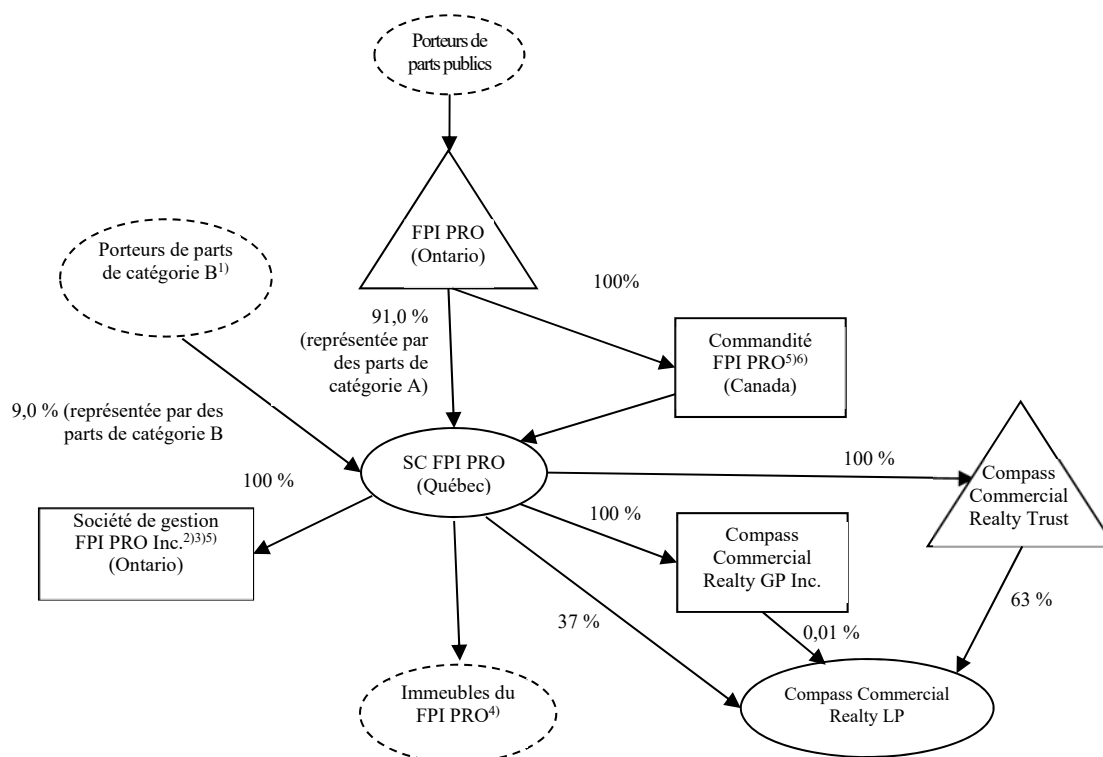 Porteurs de
parts publics
FPI PRO
(Ontario)
Porteurs de parts
de catégorie B1)
100%
91,0 %
(représentée par
des parts de
catégorie A)
Commandité
FPI PRO5)6)
(Canada)
9,0 % (représentée par des
parts de catégorie B
SC FPI PRO
(Québec)
100 %
Compass
Commercial
Realty Trust
100 %
Société de gestion
FPI PRO Inc.2)3)5)
(Ontario)
100 %
Compass
Commercial
Realty GP Inc.
63 %
37 %
0,01 %
Immeubles du
FPI PRO4)
Compass Commercial
Realty LP